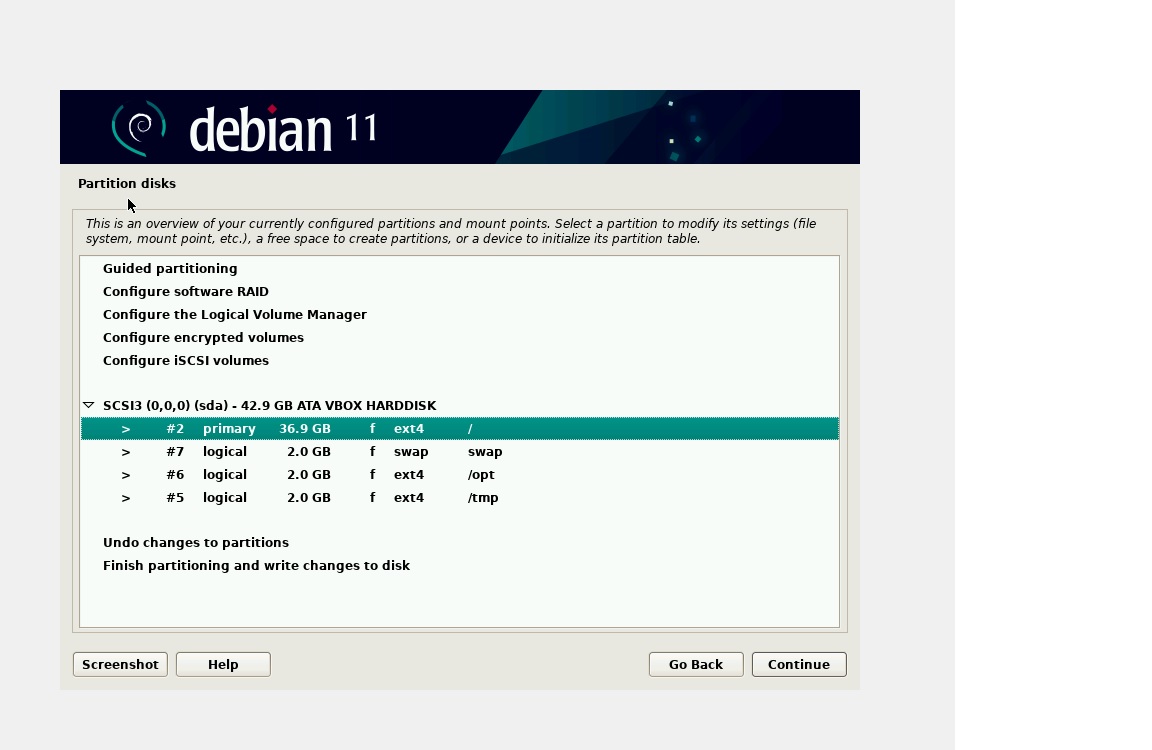 debian 11
Partition disks
This is an overview of your currently configured partitions and mount points. Select a partition to modify its settings (file
system, mount point, etc.), a free space to create partitions, or a device to initialize its partition table.
Guided partitioning
Configure software RAID
Configure the Logical Volume Manager
Configure encrypted volumes
Configure iSCSI volumes
SCSI3 (0,0,0) (sda) - 42.9 GB ATA VBOX HARDDISK
> #2 primary 36.9 GB f ext4 /
> #7 logical 2.0 GB f swap swap
> #6 logical 2.0 GB f ext4 /opt
> #5 logical 2.0 GB f ext4 /tmp
Undo changes to partitions
Finish partitioning and write changes to disk
Screenshot Help Go Back Continue